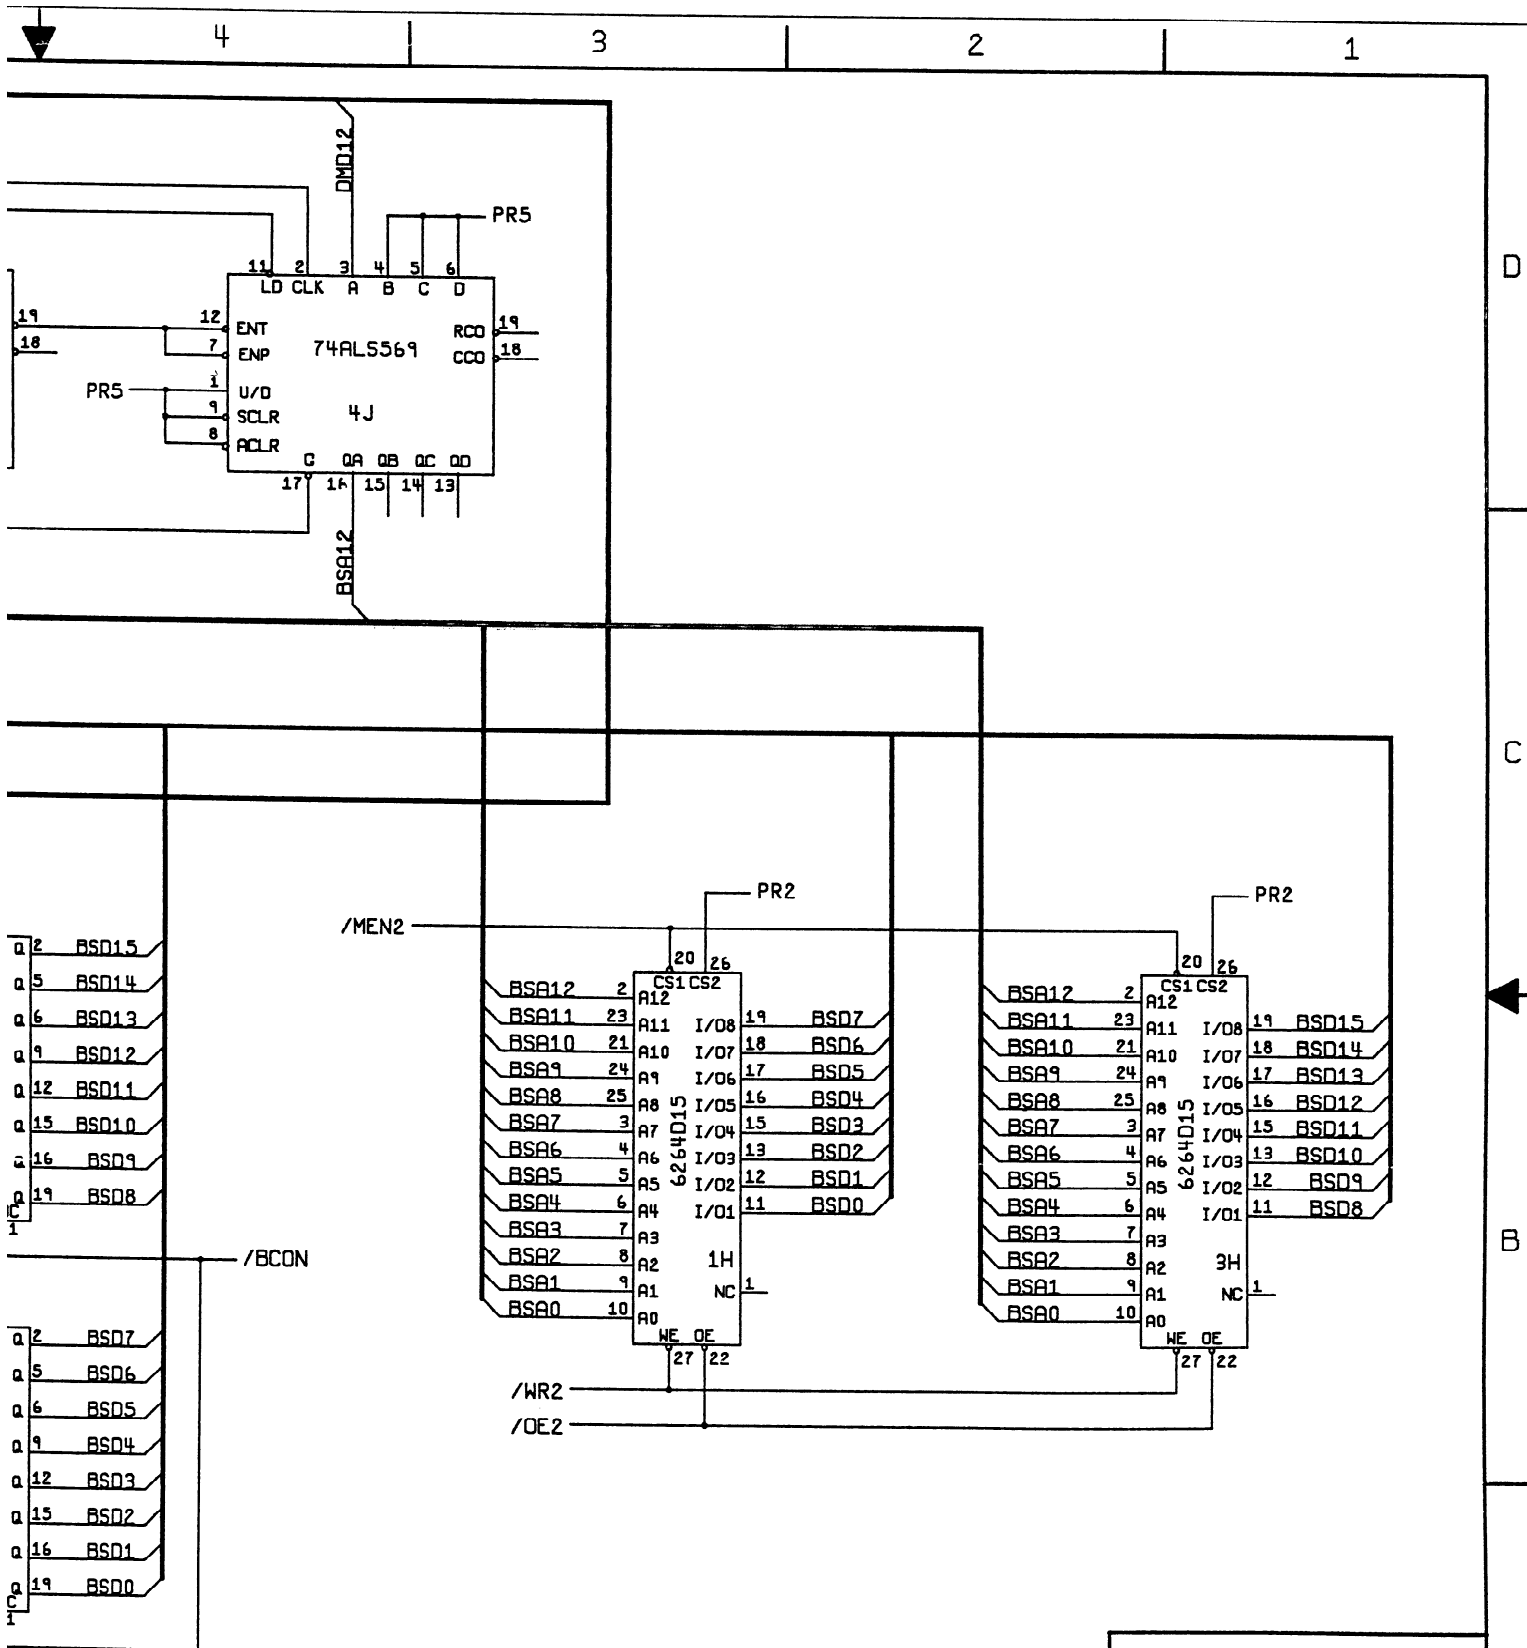 4 3 2 1
DMD12
PR5
D
11 2 3 4 5 6
LD CLK A B C D
19
18
12 ENT
7 ENP
74ALS569
RCO 19
CCO 18
PR5
1 U/D
9 SCLR
8 ACLR
4J
G QA QB QC QD
17 16 15 14 13
BSA12
C
/MEN2
PR2
PR2
20 26
CS1 CS2
20 26
CS1 CS2
Q 2 BSD15
Q 5 BSD14
Q 6 BSD13
Q 9 BSD12
Q 12 BSD11
Q 15 BSD10
Q 16 BSD9
Q 19 BSD8
C
1
/BCON
Q 2 BSD7
Q 5 BSD6
Q 6 BSD5
Q 9 BSD4
Q 12 BSD3
Q 15 BSD2
Q 16 BSD1
Q 19 BSD0
C
1
BSA12 2 A12
BSA11 23 A11
BSA10 21 A10
BSA9 24 A9
BSA8 25 A8
BSA7 3 A7
BSA6 4 A6
BSA5 5 A5
BSA4 6 A4
BSA3 7 A3
BSA2 8 A2
BSA1 9 A1
BSA0 10 A0
6264D15
I/O8 19 BSD7
I/O7 18 BSD6
I/O6 17 BSD5
I/O5 16 BSD4
I/O4 15 BSD3
I/O3 13 BSD2
I/O2 12 BSD1
I/O1 11 BSD0
1H
NC 1
WE OE
27 22
BSA12 2 A12
BSA11 23 A11
BSA10 21 A10
BSA9 24 A9
BSA8 25 A8
BSA7 3 A7
BSA6 4 A6
BSA5 5 A5
BSA4 6 A4
BSA3 7 A3
BSA2 8 A2
BSA1 9 A1
BSA0 10 A0
6264D15
I/O8 19 BSD15
I/O7 18 BSD14
I/O6 17 BSD13
I/O5 16 BSD12
I/O4 15 BSD11
I/O3 13 BSD10
I/O2 12 BSD9
I/O1 11 BSD8
3H
NC 1
WE OE
27 22
B
/WR2
/OE2